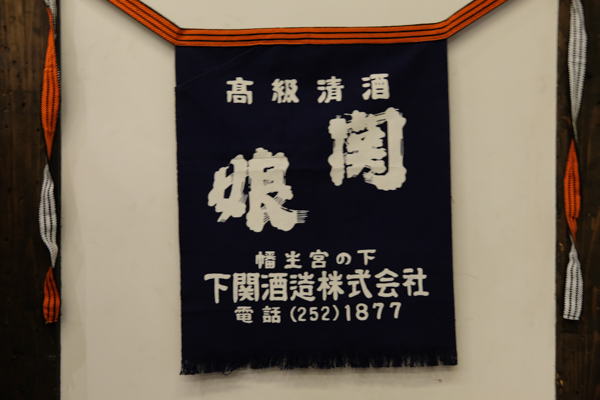 高級清酒
関娘
幡生宮の下
下関酒造株式会社
電話(252)1877